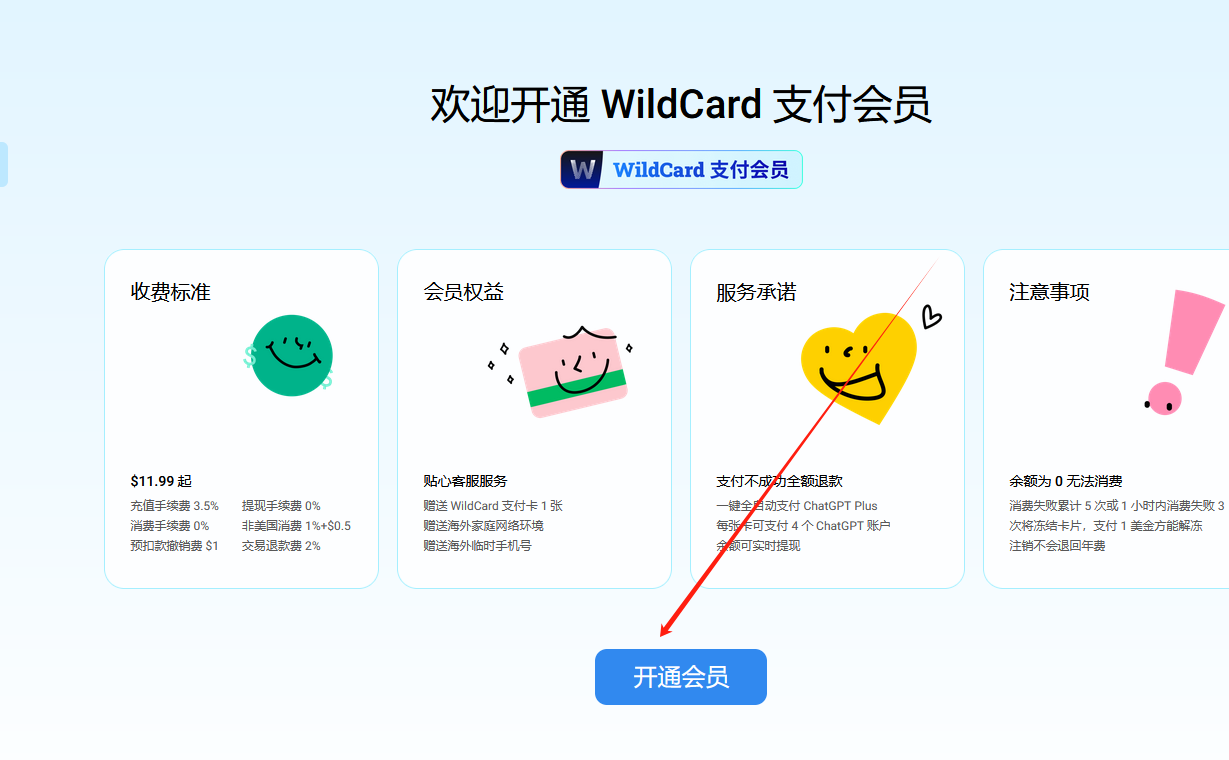 欢迎开通 WildCard 支付会员
W WildCard 支付会员
收费标准
$ $
$11.99 起
充值手续费 3.5% 提现手续费 0%
消费手续费 0% 非美国消费 1%+$0.5
预扣款撤销费 $1 交易退款费 2%
会员权益
贴心客服服务
赠送 WildCard 支付卡 1 张
赠送海外家庭网络环境
赠送海外临时手机号
服务承诺
支付不成功全额退款
一键全自动支付 ChatGPT Plus
每张卡可支付 4 个 ChatGPT 账户
余额可实时提现
注意事项
余额为 0 无法消费
消费失败累计 5 次或 1 小时内消费失败 3
次将冻结卡片，支付 1 美金方能解冻
注销不会退回年费
开通会员